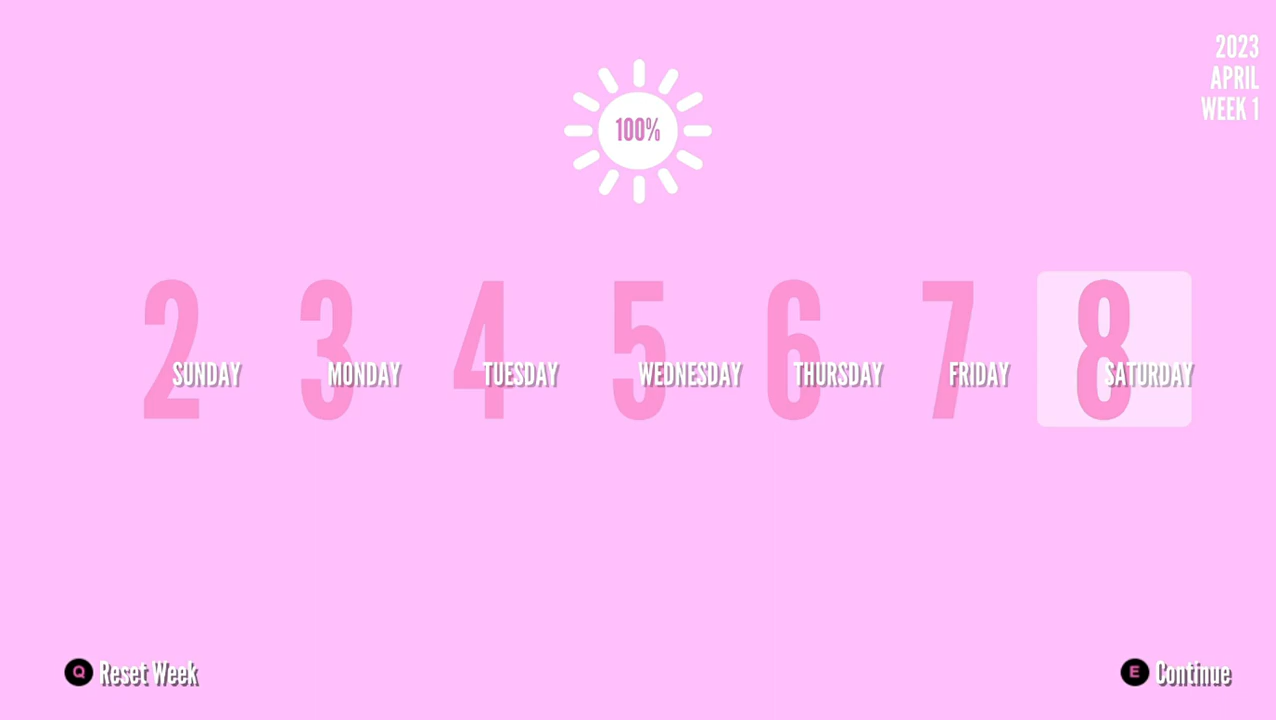 2023
APRIL
WEEK 1
100%
2 3 4 5 6 7 8
SUNDAY MONDAY TUESDAY WEDNESDAY THURSDAY FRIDAY SATURDAY
Q Reset Week
E Continue